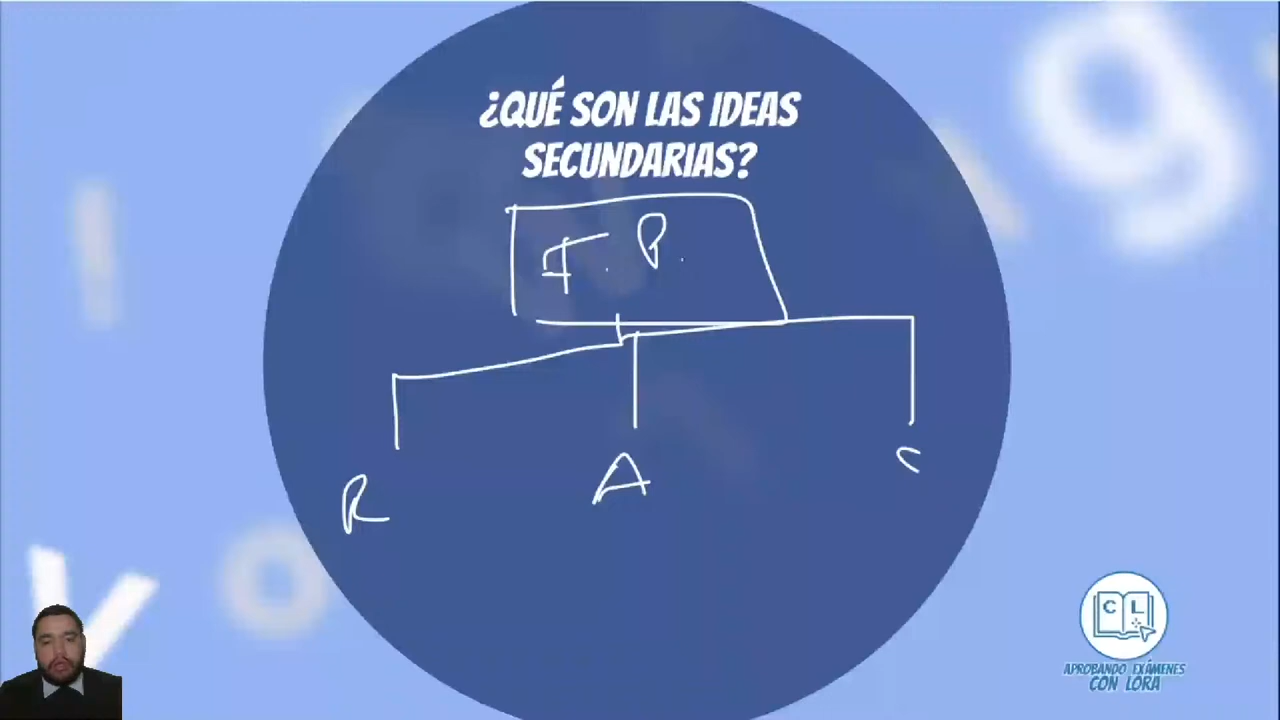 ¿QUÉ SON LAS IDEAS
SECUNDARIAS?
I. P.
R
A
C
C L
APROBANDO EXÁMENES
CON LORA